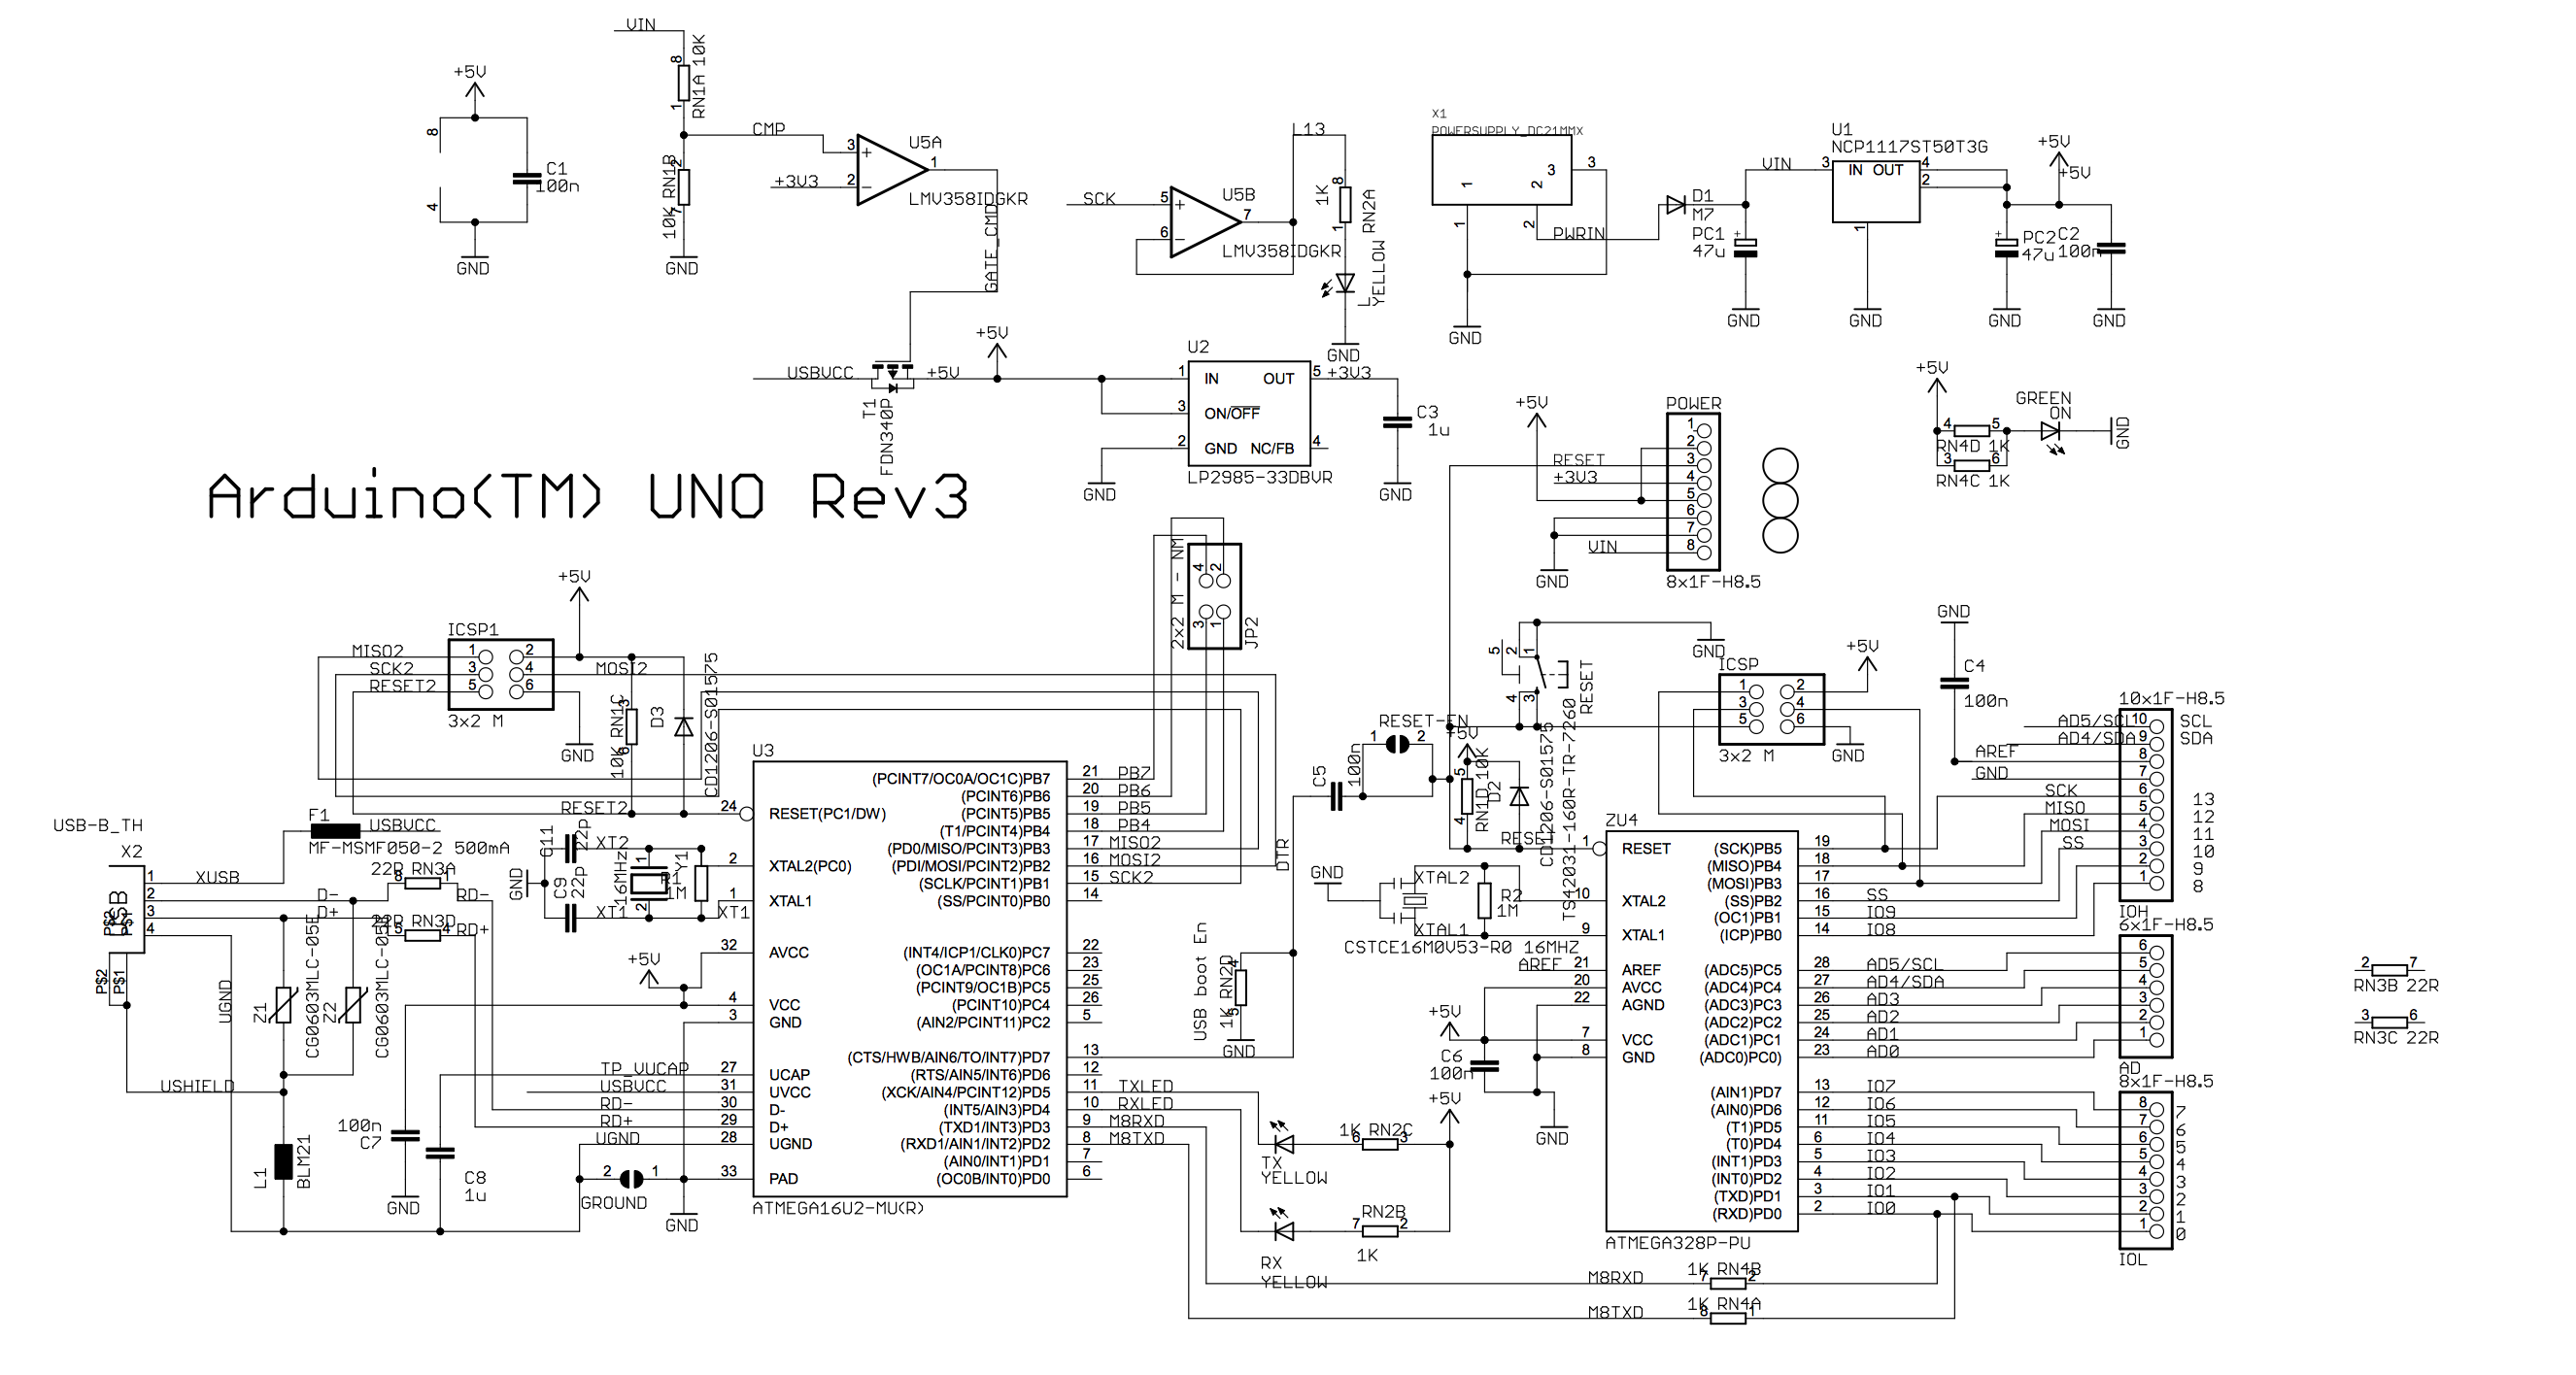 VIN
+5V
8
4
C1
100n
GND
8
RN1A 10K
1
10K RN1B
2
7
GND
CMP
+3V3
3
2
U5A
1
LMV358IDGKR
GATE_CMD
SCK
5
6
U5B
7
LMV358IDGKR
L13
1K
8
RN2A
1
YELLOW
L
GND
X1
POWERSUPPLY_DC21MMX
1
2
3
3
1
2
PWRIN
GND
D1
M7
PC1
47u
GND
VIN
U1
NCP1117ST50T3G
3
IN OUT
4
2
1
GND
+5V
+5V
PC2
47u
C2
100n
GND
GND
USBVCC
T1
FDN340P
+5V
+5V
U2
1
IN
OUT
5
+3V3
3
ON/OFF
2
GND
NC/FB
4
LP2985-33DBVR
GND
C3
1u
GND
+5V
RESET
+3V3
VIN
GND
POWER
1
2
3
4
5
6
7
8
8x1F-H8.5
+5V
GREEN
ON
4
5
RN4D 1K
3
6
RN4C 1K
GND
Arduino(TM) UNO Rev3
+5V
ICSP1
MISO2
SCK2
RESET2
1
2
3
4
5
6
3x2 M
MOSI2
GND
10K RN1C
3
6
D3
CD1206-S01575
2x2 M - NM
4
2
3
1
JP2
RESET-EN
1
2
C5
100n
5
2
1
4
3
RESET
TS42031-160R-TR-7260
GND
+5V
5
RN1D 10K
4
D2
CD1206-S01575
ICSP
1
2
3
4
5
6
3x2 M
+5V
GND
GND
C4
100n
10x1F-H8.5
AD5/SCL
10
SCL
AD4/SDA
9
SDA
AREF
8
GND
7
SCK
6
13
MISO
5
12
MOSI
4
11
SS
3
10
2
9
1
8
IOH
USB-B_TH
X2
USB
1
2
3
4
P$2
P$1
XUSB
F1
USBVCC
MF-MSMF050-2 500mA
22R RN3A
8
1
D-
RD-
D+
22R RN3D
5
4
RD+
UGND
Z1
CG0603MLC-05E
Z2
CG0603MLC-05E
USHIELD
L1
BLM21
100n
C7
GND
C8
1u
GND
C11
22p
XT2
C9
22p
XT1
16MHz
1
2
Y1
R1
1M
XT1
RESET2
+5V
TP_VUCAP
USBVCC
RD-
RD+
UGND
2
1
GROUND
GND
U3
24
RESET(PC1/DW)
2
XTAL2(PC0)
1
XTAL1
32
AVCC
4
VCC
3
GND
27
UCAP
31
UVCC
30
D-
29
D+
28
UGND
33
PAD
(PCINT7/OC0A/OC1C)PB7
21
PB7
(PCINT6)PB6
20
PB6
(PCINT5)PB5
19
PB5
(T1/PCINT4)PB4
18
PB4
(PD0/MISO/PCINT3)PB3
17
MISO2
(PDI/MOSI/PCINT2)PB2
16
MOSI2
(SCLK/PCINT1)PB1
15
SCK2
(SS/PCINT0)PB0
14
(INT4/ICP1/CLK0)PC7
22
(OC1A/PCINT8)PC6
23
(PCINT9/OC1B)PC5
25
(PCINT10)PC4
26
(AIN2/PCINT11)PC2
5
(CTS/HWB/AIN6/TO/INT7)PD7
13
(RTS/AIN5/INT6)PD6
12
(XCK/AIN4/PCINT12)PD5
11
TXLED
(INT5/AIN3)PD4
10
RXLED
(TXD1/INT3)PD3
9
M8RXD
(RXD1/AIN1/INT2)PD2
8
M8TXD
(AIN0/INT1)PD1
7
(OC0B/INT0)PD0
6
ATMEGA16U2-MU(R)
USB boot En
1K RN2D
4
5
GND
DTR
TX
YELLOW
1K RN2C
6
3
+5V
RX
YELLOW
RN2B
7
2
1K
GND
XTAL2
XTAL1
CSTCE16M0V53-R0 16MHZ
R2
1M
AREF
+5V
C6
100n
GND
RESET
ZU4
1
RESET
10
XTAL2
9
XTAL1
21
AREF
20
AVCC
22
AGND
7
VCC
8
GND
(SCK)PB5
19
(MISO)PB4
18
(MOSI)PB3
17
(SS)PB2
16
SS
(OC1)PB1
15
IO9
(ICP)PB0
14
IO8
(ADC5)PC5
28
AD5/SCL
(ADC4)PC4
27
AD4/SDA
(ADC3)PC3
26
AD3
(ADC2)PC2
25
AD2
(ADC1)PC1
24
AD1
(ADC0)PC0)
23
AD0
(AIN1)PD7
13
IO7
(AIN0)PD6
12
IO6
(T1)PD5
11
IO5
(T0)PD4
6
IO4
(INT1)PD3
5
IO3
(INT0)PD2
4
IO2
(TXD)PD1
3
IO1
(RXD)PD0
2
IO0
ATMEGA328P-PU
6x1F-H8.5
6
5
4
3
2
1
AD
8x1F-H8.5
8
7
7
6
6
5
5
4
4
3
3
2
2
1
1
0
IOL
2
7
RN3B 22R
3
6
RN3C 22R
M8RXD
1K RN4B
7
2
M8TXD
1K RN4A
8
1